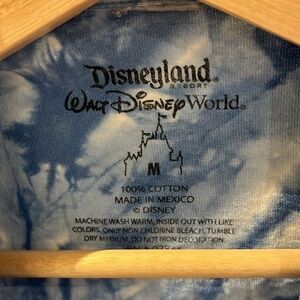 Disneyland®
RESORT
WALT DISNEY World®
M
100% COTTON
MADE IN MEXICO
© DISNEY
MACHINE WASH WARM, INSIDE OUT WITH LIKE
COLORS, ONLY NON CHLORINE BLEACH, TUMBLE
DRY MEDIUM, DO NOT IRON DECORATION